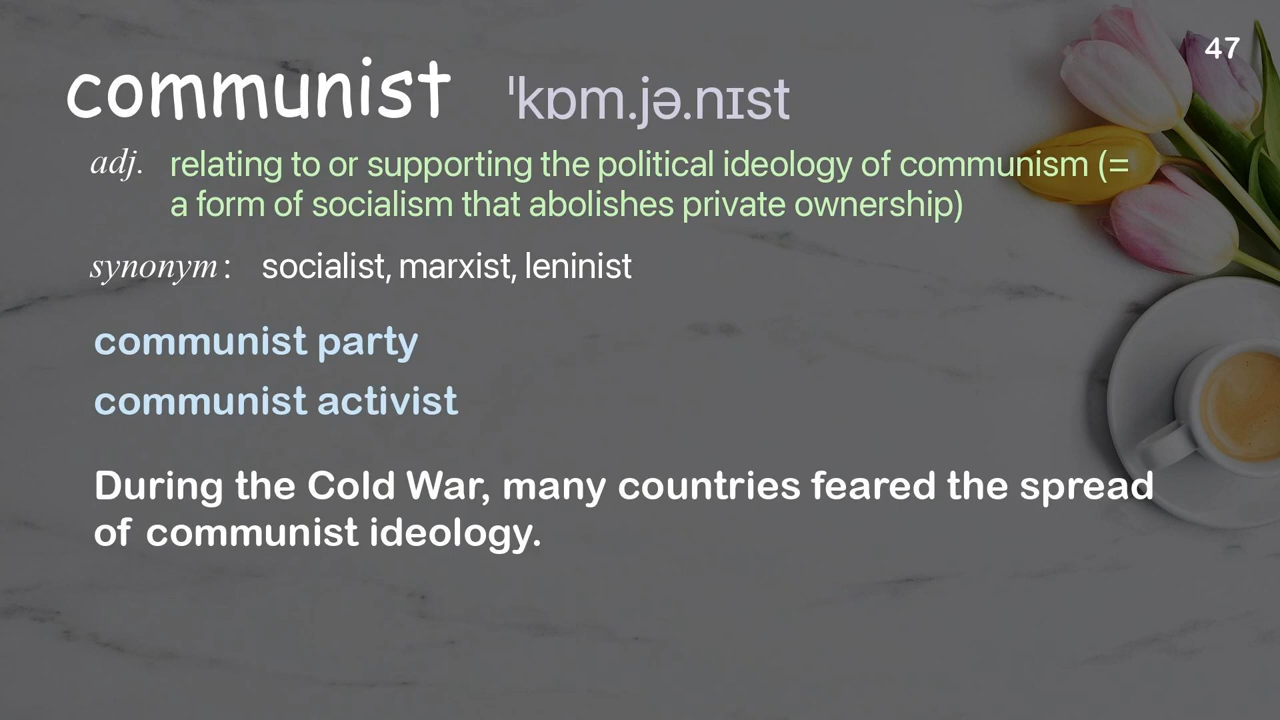 47
communist ˈkɒm.jə.nɪst
adj. relating to or supporting the political ideology of communism (=
a form of socialism that abolishes private ownership)
synonym : socialist, marxist, leninist
communist party
communist activist
During the Cold War, many countries feared the spread
of communist ideology.